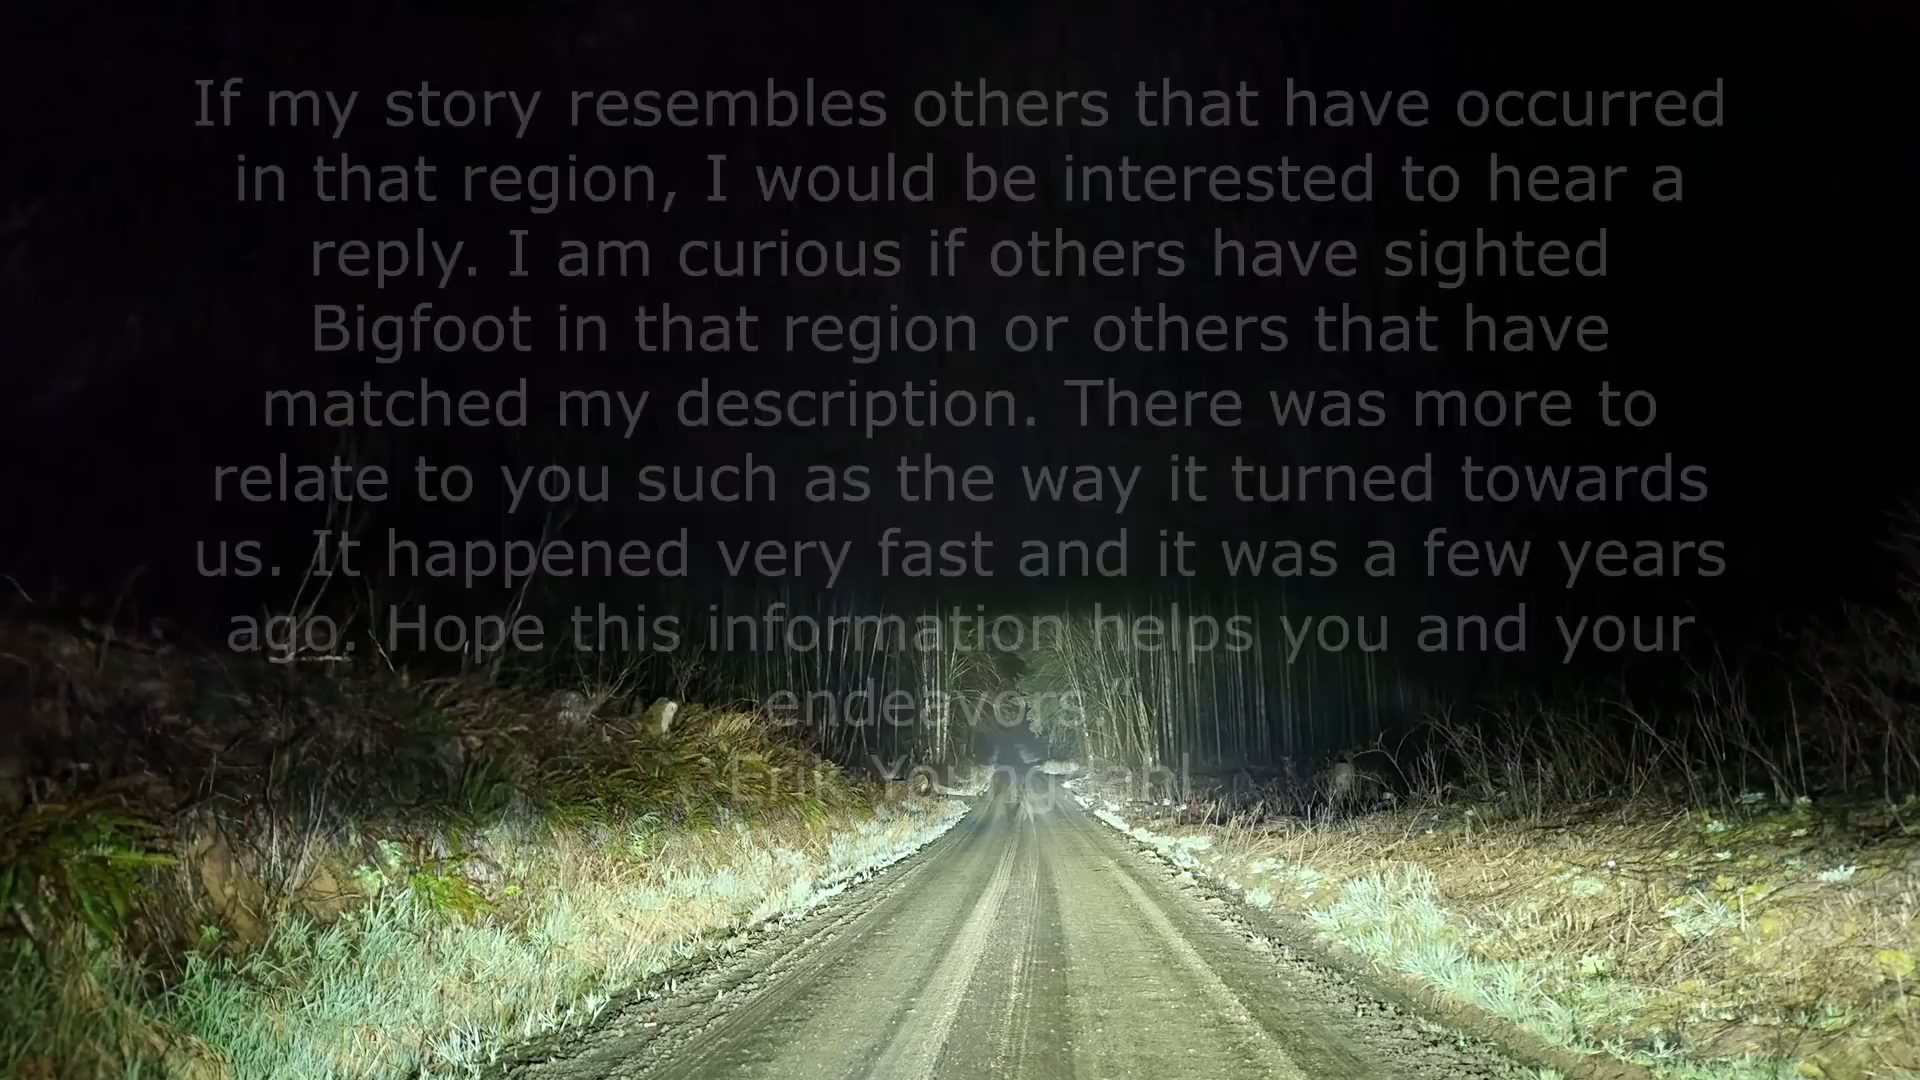 If my story resembles others that have occurred
in that region, I would be interested to hear a
reply. I am curious if others have sighted
Bigfoot in that region or others that have
matched my description. There was more to
relate to you such as the way it turned towards
us. It happened very fast and it was a few years
ago. Hope this information helps you and your
endeavors."
Erik Youngdahl